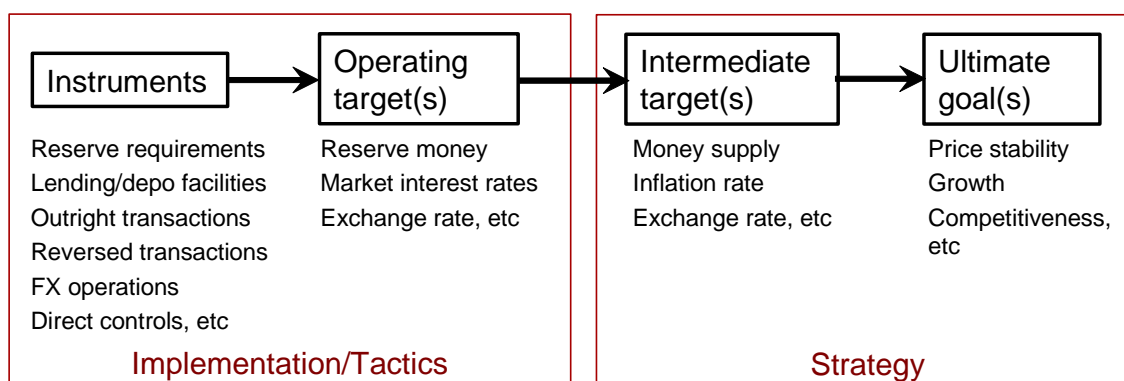 Instruments
Operating
target(s)
Intermediate
target(s)
Ultimate
goal(s)
Reserve requirements
Lending/depo facilities
Outright transactions
Reversed transactions
FX operations
Direct controls, etc
Reserve money
Market interest rates
Exchange rate, etc
Money supply
Inflation rate
Exchange rate, etc
Price stability
Growth
Competitiveness,
etc
Implementation/Tactics
Strategy